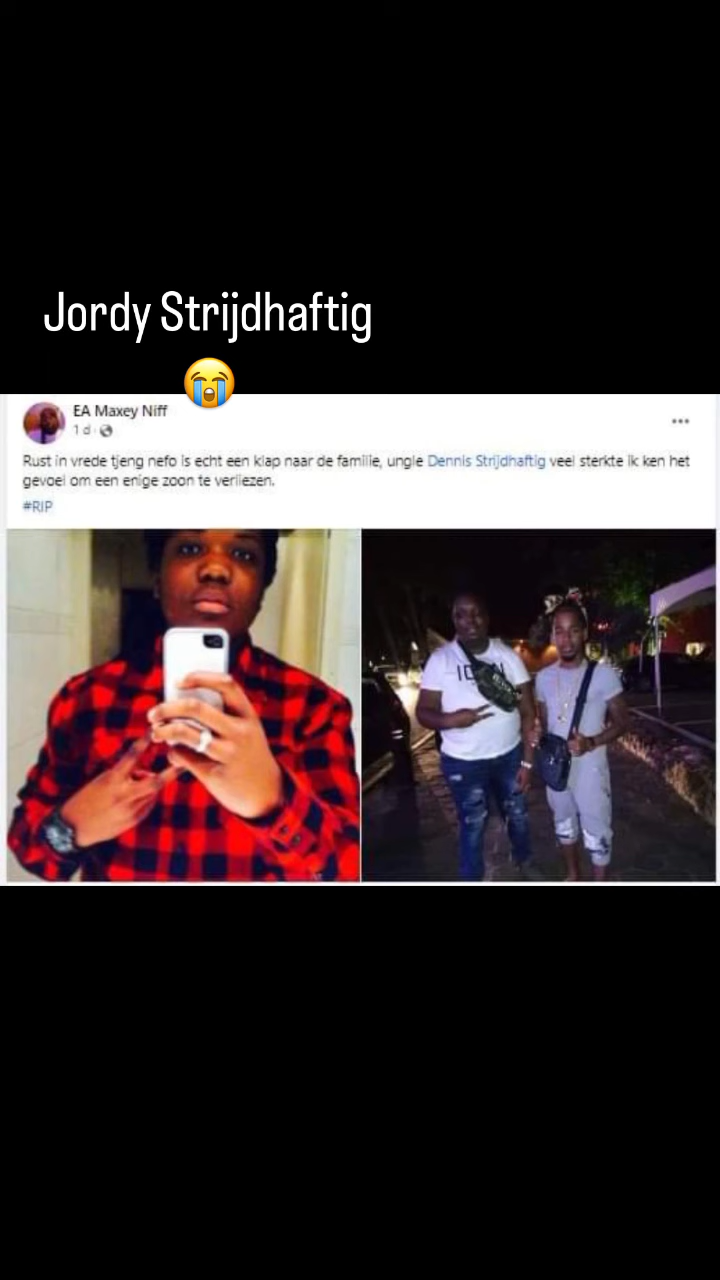 Jordy Strijdhaftig
😭
EA Maxey Niff
1 d ·
Rust in vrede tjeng nefo is echt een klap naar de familie, ungle Dennis Strijdhaftig veel sterkte ik ken het
gevoel om een enige zoon te verliezen.
#RIP